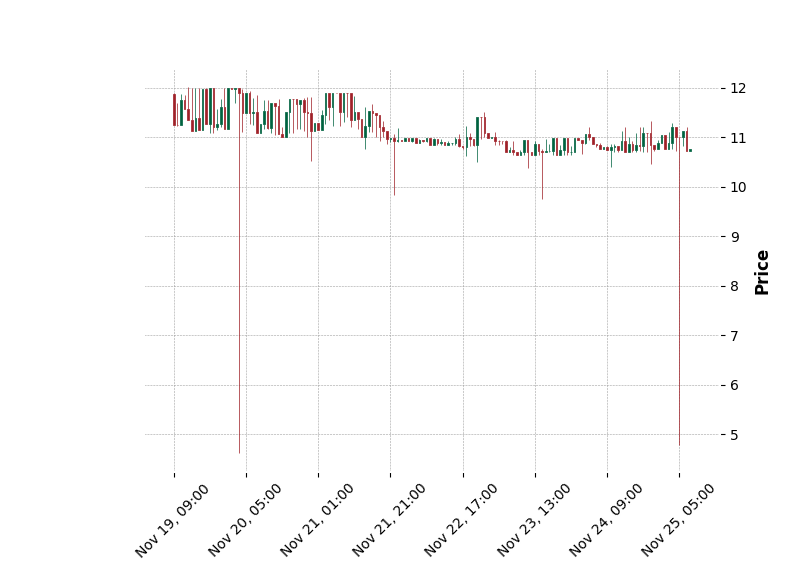 12
11
10
9
8
7
6
5
Price
Nov 19, 09:00
Nov 20, 05:00
Nov 21, 01:00
Nov 21, 21:00
Nov 22, 17:00
Nov 23, 13:00
Nov 24, 09:00
Nov 25, 05:00